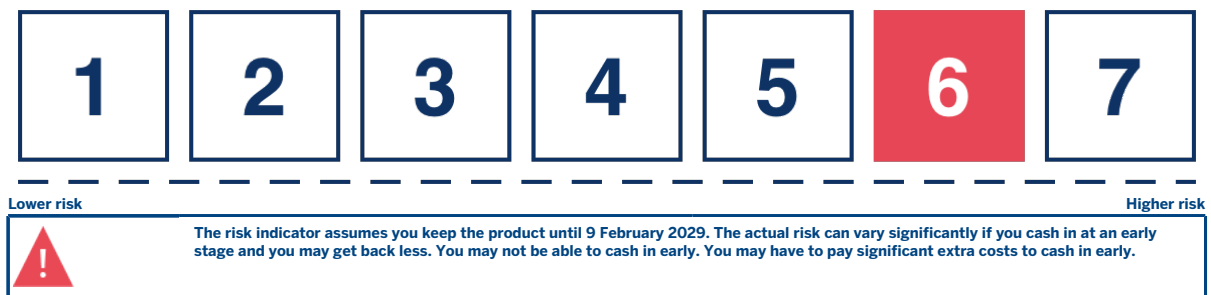 1 2 3 4 5 6 7
Lower risk Higher risk
! The risk indicator assumes you keep the product until 9 February 2029. The actual risk can vary significantly if you cash in at an early
stage and you may get back less. You may not be able to cash in early. You may have to pay significant extra costs to cash in early.